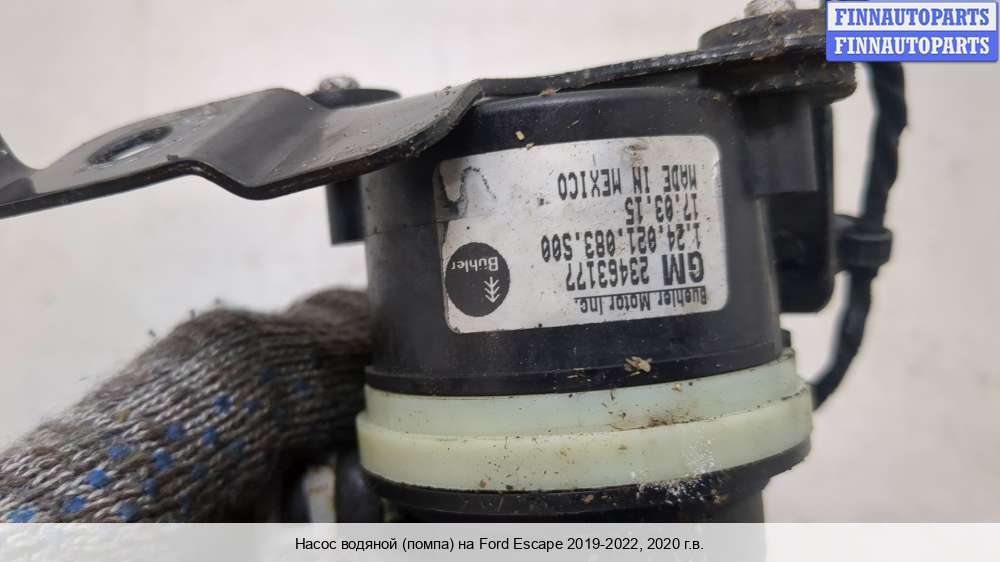 FINNAUTOPARTS
FINNAUTOPARTS
Buehler Motor Inc.
GM 23463177
1.24.021.083.S00
17.03.15
MADE IN MEXICO
Bühler
Насос водяной (помпа) на Ford Escape 2019-2022, 2020 г.в.